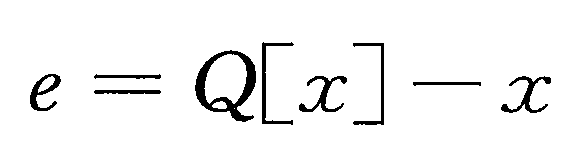 e = Q[x] − x